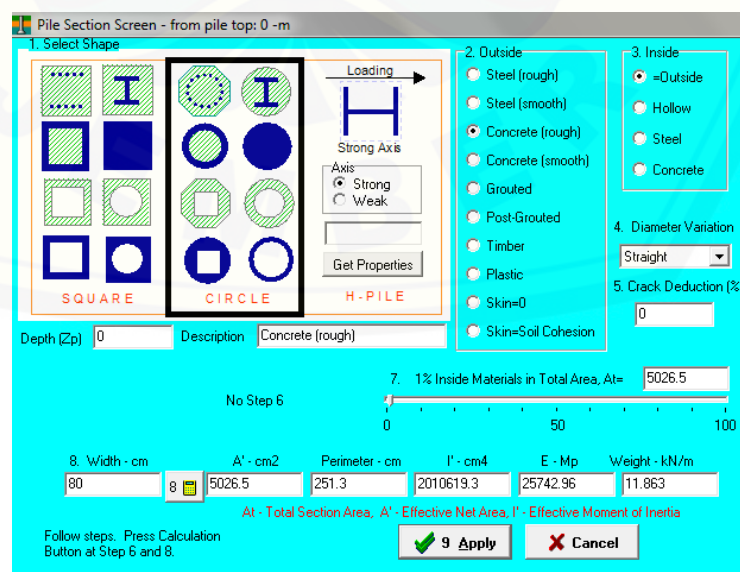 Pile Section Screen - from pile top: 0 -m
1. Select Shape
SQUARE
CIRCLE
Loading
Strong Axis
Axis
Strong
Weak
Get Properties
H-PILE
2. Outside
Steel (rough)
Steel (smooth)
Concrete (rough)
Concrete (smooth)
Grouted
Post-Grouted
Timber
Plastic
Skin=0
Skin=Soil Cohesion
3. Inside
=Outside
Hollow
Steel
Concrete
4. Diameter Variation
Straight
5. Crack Deduction (%
0
Depth (Zp) 0 Description Concrete (rough)
No Step 6
7. 1% Inside Materials in Total Area, At= 5026.5
0 50 100
8. Width - cm A' - cm2 Perimeter - cm I' - cm4 E - Mp Weight - kN/m
80 8 5026.5 251.3 2010619.3 25742.96 11.863
At - Total Section Area, A' - Effective Net Area, I' - Effective Moment of Inertia
Follow steps. Press Calculation
Button at Step 6 and 8.
9 Apply Cancel